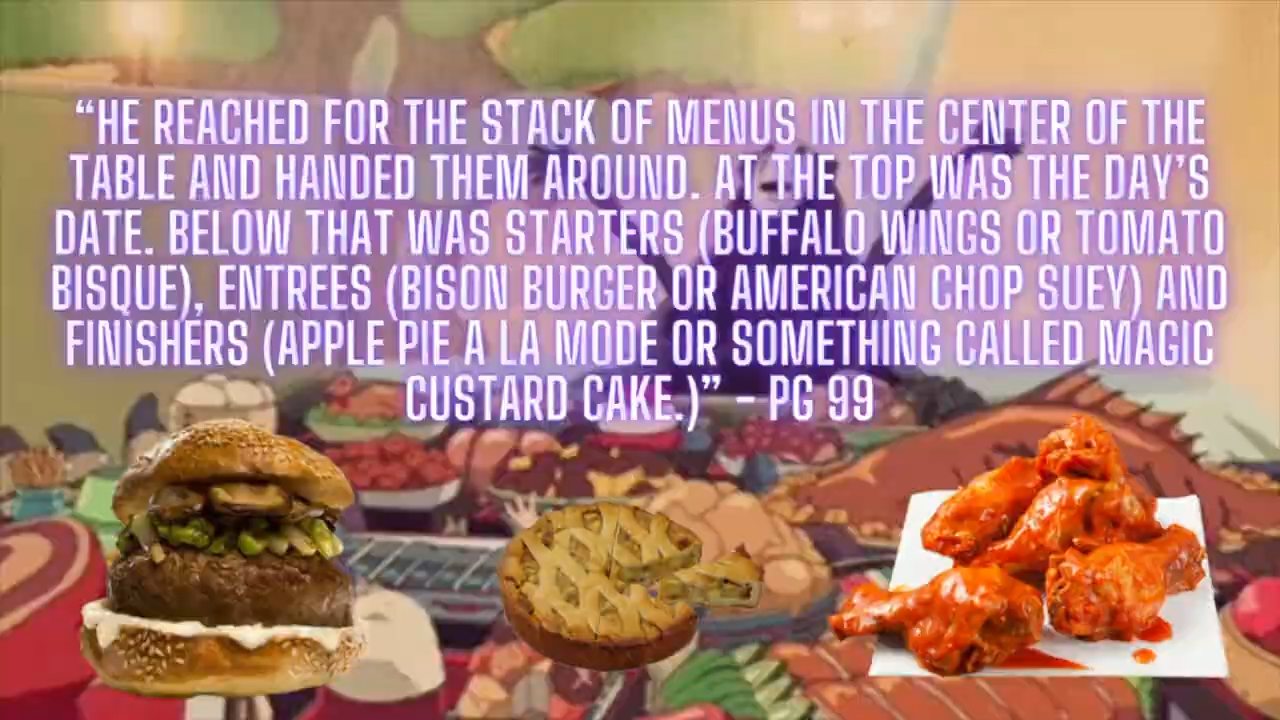 “HE REACHED FOR THE STACK OF MENUS IN THE CENTER OF THE
TABLE AND HANDED THEM AROUND. AT THE TOP WAS THE DAY’S
DATE. BELOW THAT WAS STARTERS (BUFFALO WINGS OR TOMATO
BISQUE), ENTREES (BISON BURGER OR AMERICAN CHOP SUEY) AND
FINISHERS (APPLE PIE A LA MODE OR SOMETHING CALLED MAGIC
CUSTARD CAKE.)” - PG 99